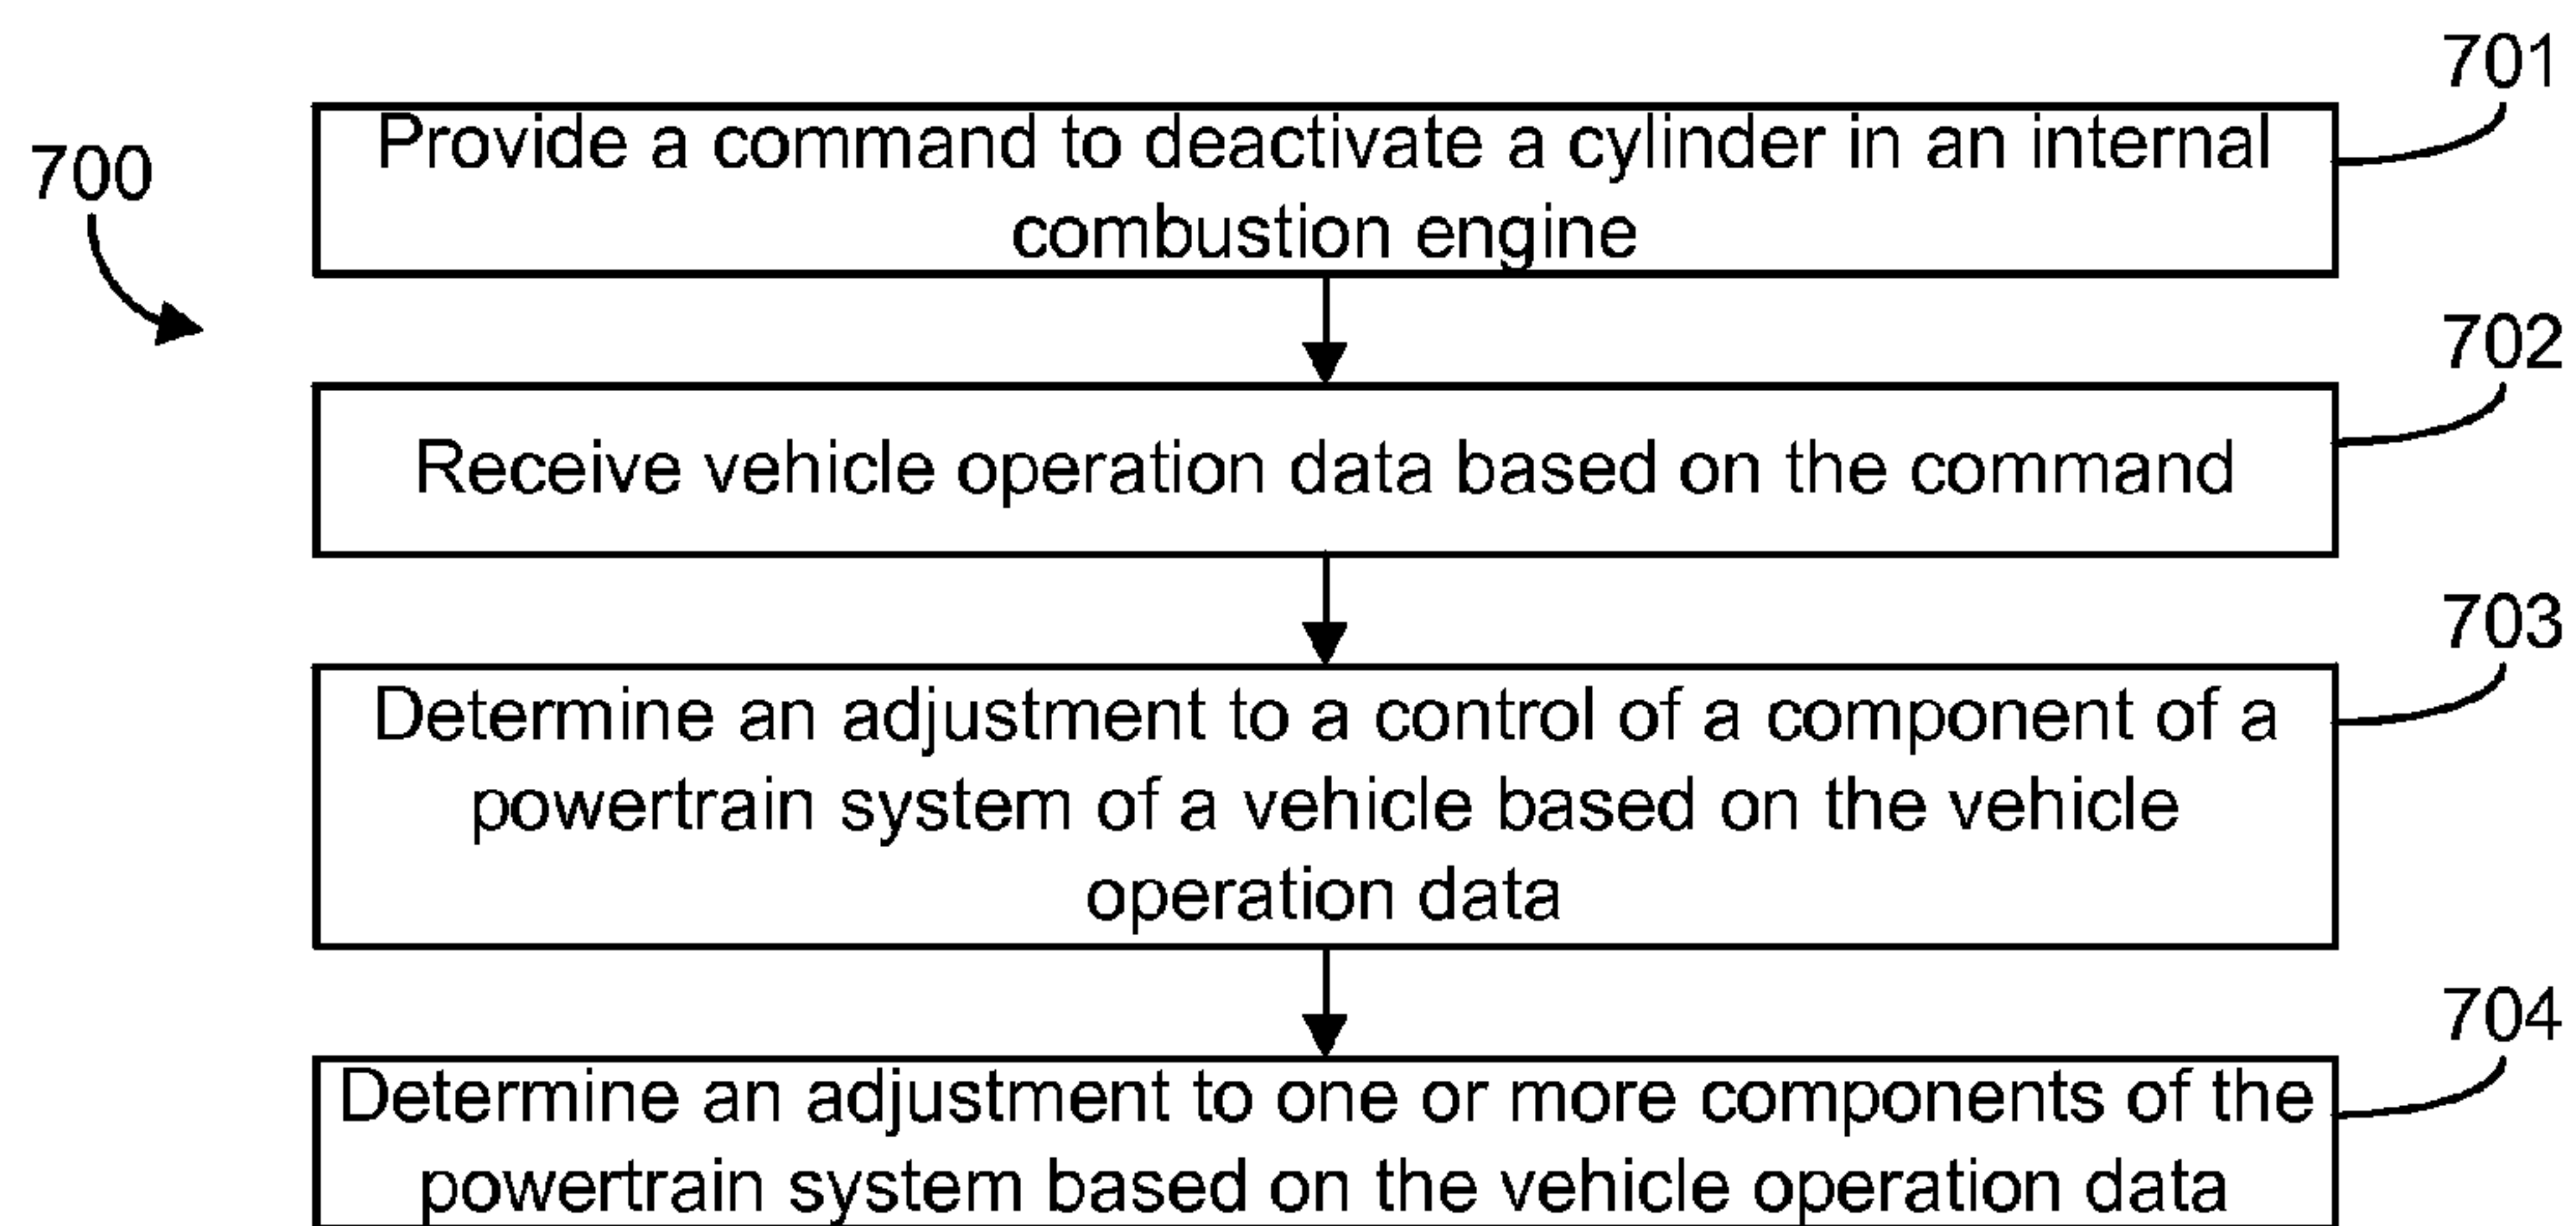 701
Provide a command to deactivate a cylinder in an internal
combustion engine
700
702
Receive vehicle operation data based on the command
703
Determine an adjustment to a control of a component of a
powertrain system of a vehicle based on the vehicle
operation data
704
Determine an adjustment to one or more components of the
powertrain system based on the vehicle operation data